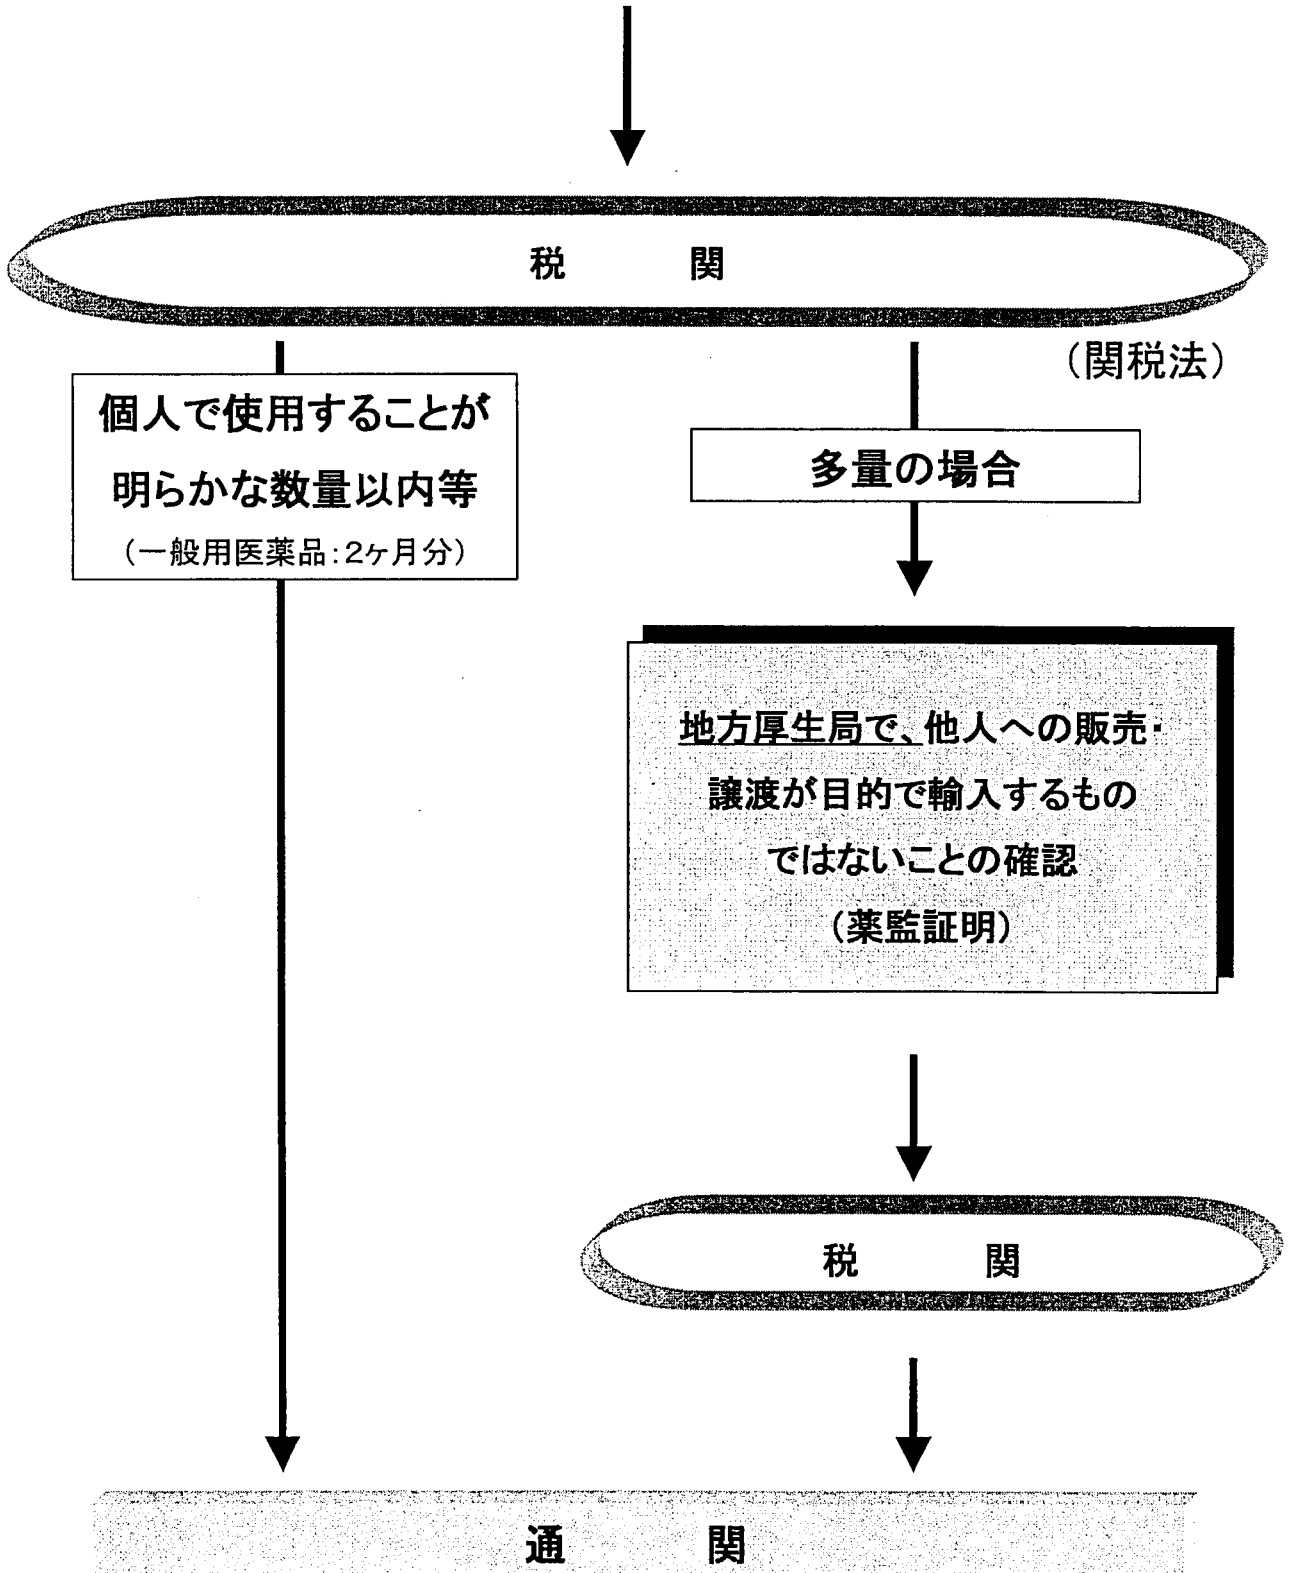 税　関
（関税法）
個人で使用することが
明らかな数量以内等
（一般用医薬品：2ヶ月分）
多量の場合
地方厚生局で、他人への販売・
譲渡が目的で輸入するもの
ではないことの確認
（薬監証明）
税　関
通　関